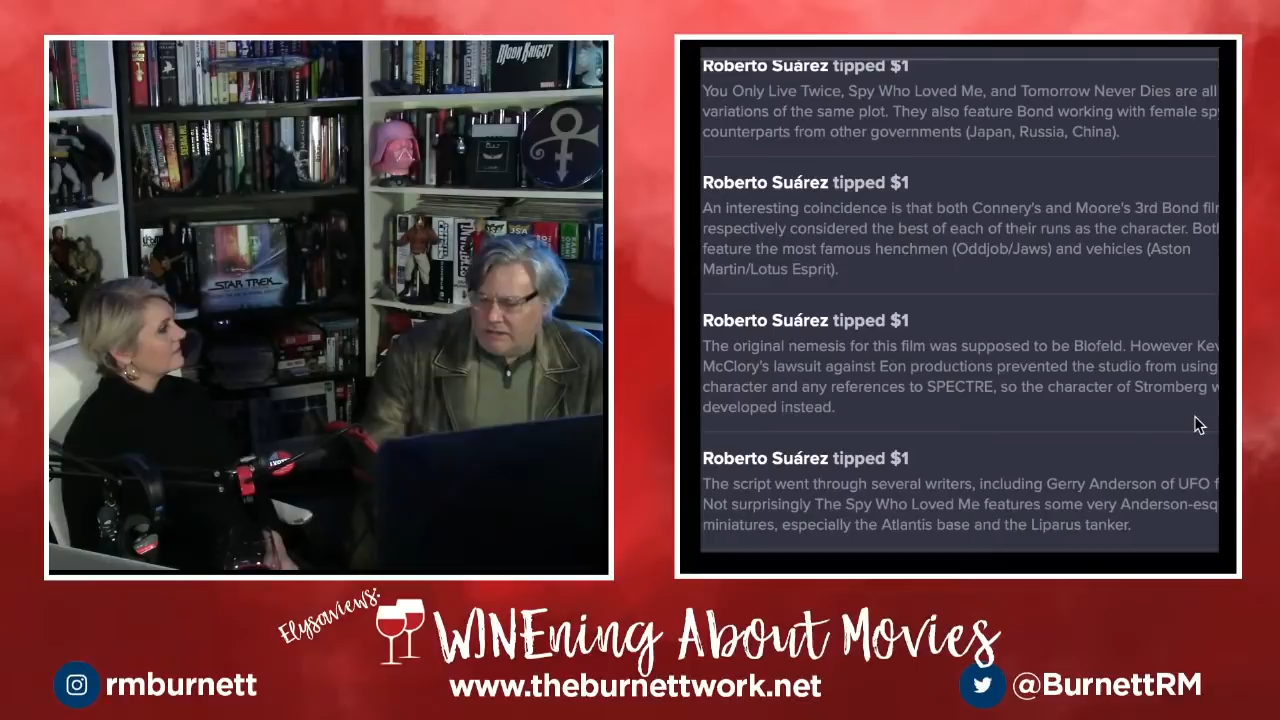 MOON KNIGHT
STAR TREK
Roberto Suárez tipped $1
You Only Live Twice, Spy Who Loved Me, and Tomorrow Never Dies are all
variations of the same plot. They also feature Bond working with female spy
counterparts from other governments (Japan, Russia, China).
Roberto Suárez tipped $1
An interesting coincidence is that both Connery's and Moore's 3rd Bond
respectively considered the best of each of their runs as the character.
feature the most famous henchmen (Oddjob/Jaws) and vehicles (Aston
Martin/Lotus Esprit).
Roberto Suárez tipped $1
The original nemesis for this film was supposed to be Blofeld. However
McClory's lawsuit against Eon productions prevented the studio from using
character and any references to SPECTRE, so the character of Stromberg
developed instead.
Roberto Suárez tipped $1
The script went through several writers, including Gerry Anderson of UFO
Not surprisingly The Spy Who Loved Me features some very
miniatures, especially the Atlantis base and the Liparus tanker.
Elysaviews:
WINEning About Movies
rmburnett
www.theburnettwork.net
@BurnettRM